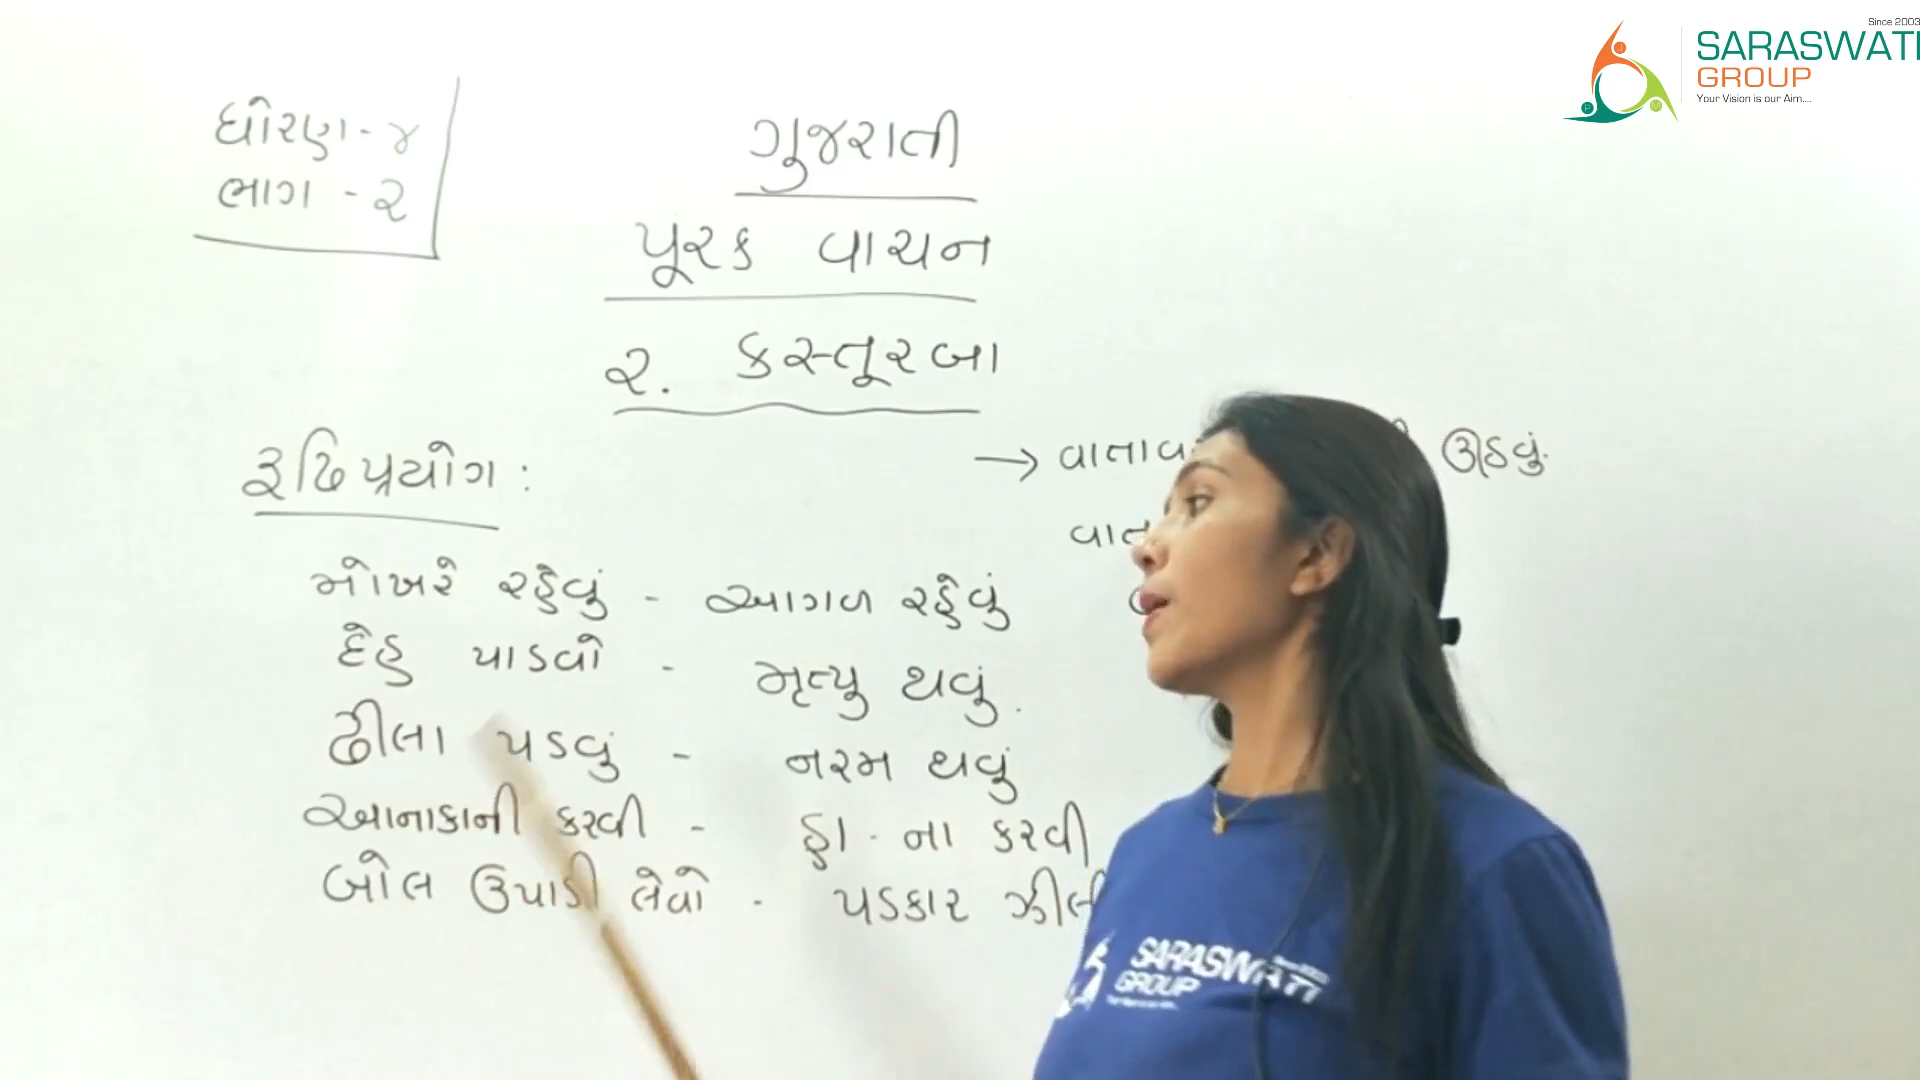 Since 2003
SARASWATI
GROUP
Your Vision is our Aim....
ધોરણ - ૪
ભાગ - ૨
ગુજરાતી
પૂરક વાચન
૨. કસ્તૂરબા
રૂઢિપ્રયોગ :
મોખરે રહેવું - આગળ રહેવું
દેહ પાડવો - મૃત્યુ થવું.
ઢીલા પડવું - નરમ થવું
આનાકાની કરવી - હા - ના કરવી
બોલ ઉપાડી લેવો - પડકાર ઝીલી
→ ઊઠવું.
SARASWATI
GROUP